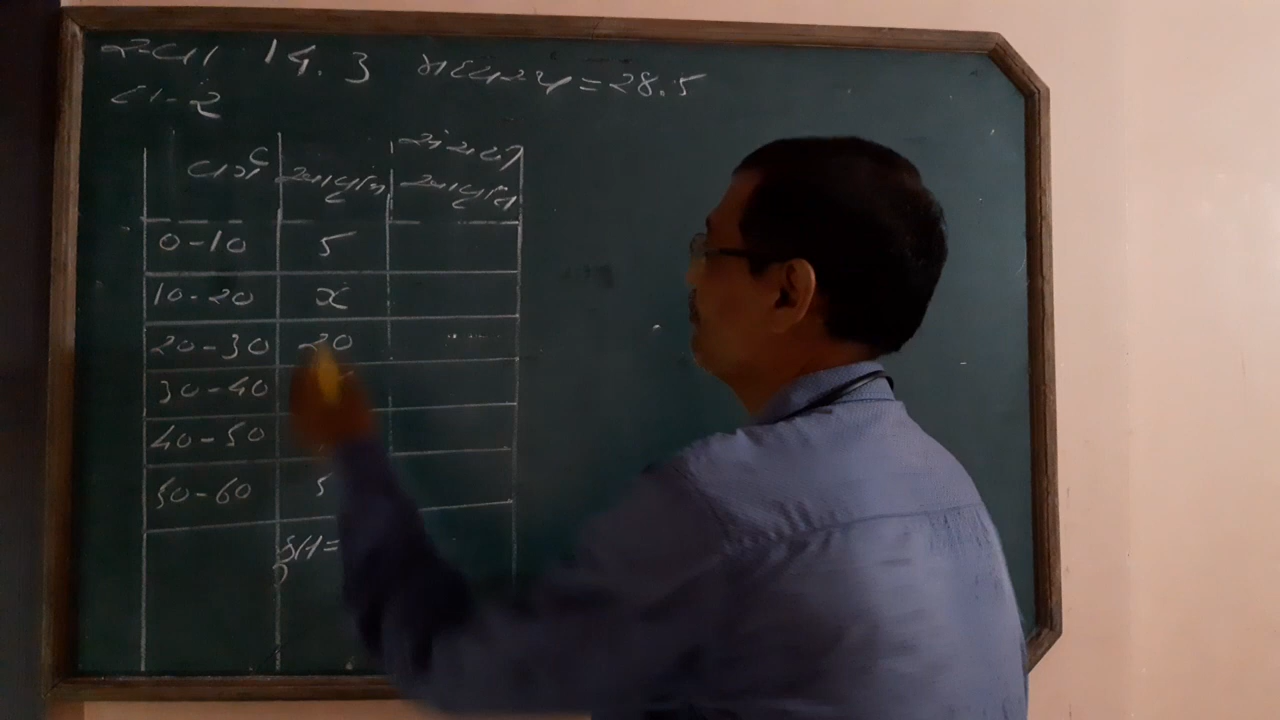 સ્વા 14.3 મધ્યસ્થ = 28.5
દા-2
વર્ગ આવૃત્તિ સંચયી આવૃત્તિ
0-10 5
10-20 x
20-30 20
30-40
40-50
50-60 5
કુલ =